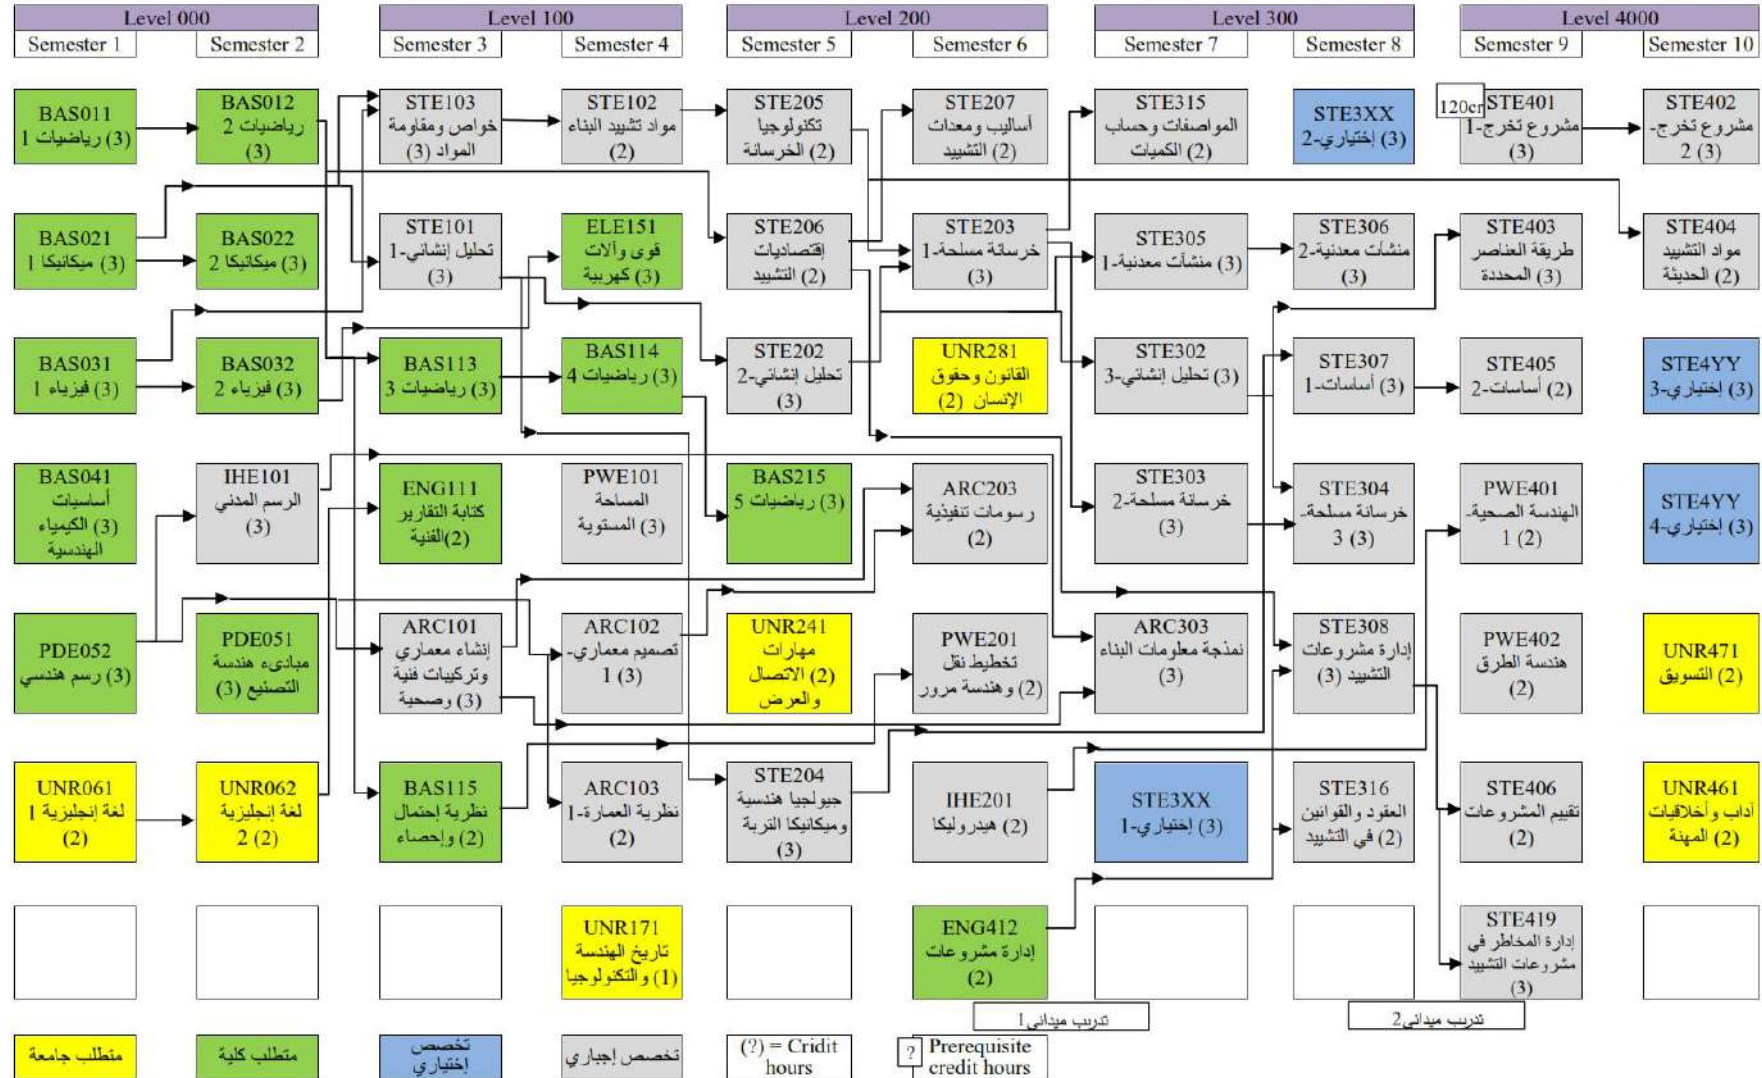 Level 000
Level 100
Level 200
Level 300
Level 4000
Semester 1
Semester 2
Semester 3
Semester 4
Semester 5
Semester 6
Semester 7
Semester 8
Semester 9
Semester 10
BAS011
رياضيات 1 (3)
BAS012
رياضيات 2
(3)
STE103
خواص ومقاومة
المواد (3)
STE102
مواد تشييد البناء
(2)
STE205
تكنولوجيا
الخرسانة (2)
STE207
أساليب ومعدات
التشييد (2)
STE315
المواصفات وحساب
الكميات (2)
STE3XX
إختياري-2 (3)
120cr
STE401
مشروع تخرج-1
(3)
STE402
مشروع تخرج-
2 (3)
BAS021
ميكانيكا 1 (3)
BAS022
ميكانيكا 2 (3)
STE101
تحليل إنشائي-1
(3)
ELE151
قوى وآلات
كهربية (3)
STE206
إقتصاديات
التشييد (2)
STE203
خرسانة مسلحة-1
(3)
STE305
منشآت معدنية-1 (3)
STE306
منشآت معدنية-2
(3)
STE403
طريقة العناصر
المحددة (3)
STE404
مواد التشييد
الحديثة (2)
BAS031
فيزياء 1 (3)
BAS032
فيزياء 2 (3)
BAS113
رياضيات 3 (3)
BAS114
رياضيات 4 (3)
STE202
تحليل إنشائي-2
(3)
UNR281
القانون وحقوق
الإنسان (2)
STE302
تحليل إنشائي-3 (3)
STE307
أساسات-1 (3)
STE405
أساسات-2 (2)
STE4YY
إختياري-3 (3)
BAS041
أساسيات
الكيمياء (3)
الهندسية
IHE101
الرسم المدني
(3)
ENG111
كتابة التقارير
الفنية(2)
PWE101
المساحة
المستوية (3)
BAS215
رياضيات 5 (3)
ARC203
رسومات تنفيذية
(2)
STE303
خرسانة مسلحة-2
(3)
STE304
خرسانة مسلحة-
3 (3)
PWE401
الهندسة الصحية-
1 (2)
STE4YY
إختياري-4 (3)
PDE052
رسم هندسي (3)
PDE051
مبادىء هندسة
التصنيع (3)
ARC101
إنشاء معماري
وتركيبات فنية
وصحية (3)
ARC102
تصميم معماري-
1 (3)
UNR241
مهارات
الاتصال (2)
والعرض
PWE201
تخطيط نقل
وهندسة مرور (2)
ARC303
نمذجة معلومات البناء
(3)
STE308
إدارة مشروعات
التشييد (3)
PWE402
هندسة الطرق
(2)
UNR471
التسويق (2)
UNR061
لغة إنجليزية 1
(2)
UNR062
لغة إنجليزية
2 (2)
BAS115
نظرية إحتمال
وإحصاء (2)
ARC103
نظرية العمارة-1
(2)
STE204
جيولجيا هندسية
وميكانيكا التربة
(3)
IHE201
هيدروليكا (2)
STE3XX
إختياري-1 (3)
STE316
العقود والقوانين
في التشييد (2)
STE406
تقييم المشروعات
(2)
UNR461
آداب وأخلاقيات
المهنة (2)
UNR171
تاريخ الهندسة
والتكنولوجيا (1)
ENG412
إدارة مشروعات
(2)
STE419
إدارة المخاطر في
مشروعات التشييد
(3)
تدريب ميداني1
تدريب ميداني2
متطلب جامعة
متطلب كلية
تخصص
إختياري
تخصص إجباري
(?) = Cridit
hours
?
Prerequisite
credit hours